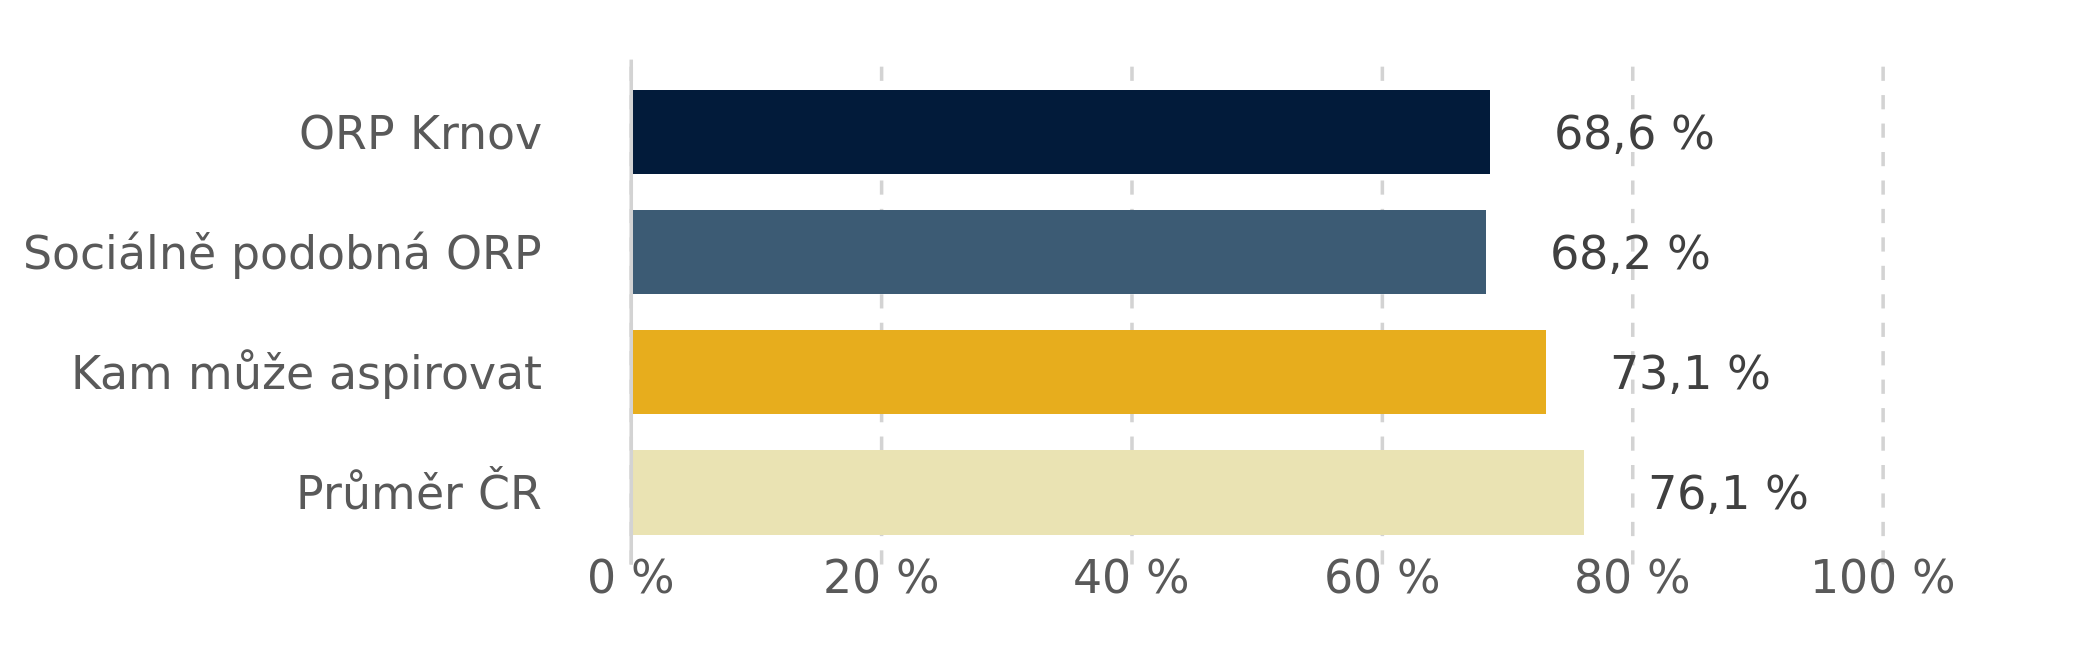 ORP Krnov 68,6 %
Sociálně podobná ORP 68,2 %
Kam může aspirovat 73,1 %
Průměr ČR 76,1 %
0 % 20 % 40 % 60 % 80 % 100 %